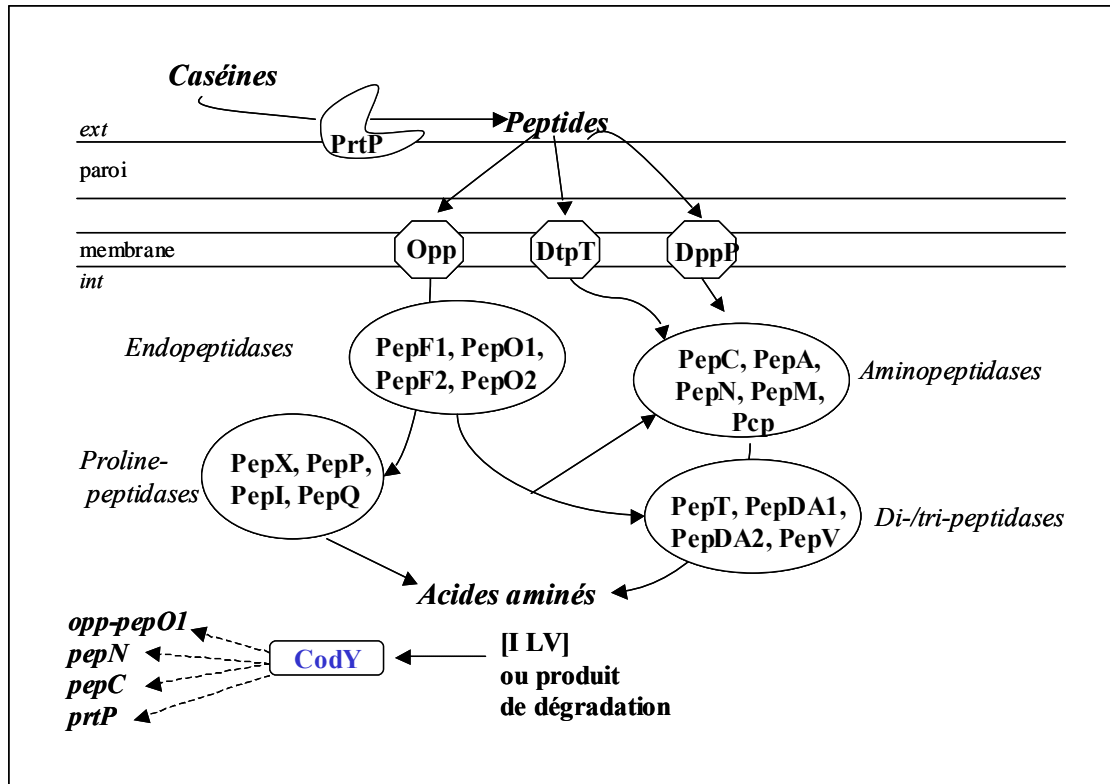 Caséines
ext
PrtP
Peptides
paroi
membrane
Opp
DtpT
DppP
int
Endopeptidases
PepF1, PepO1,
PepF2, PepO2
PepC, PepA,
PepN, PepM,
Pcp
Aminopeptidases
Proline-
peptidases
PepX, PepP,
PepI, PepQ
PepT, PepDA1,
PepDA2, PepV
Di-/tri-peptidases
Acides aminés
opp-pepO1
pepN
pepC
prtP
CodY
[I LV]
ou produit
de dégradation